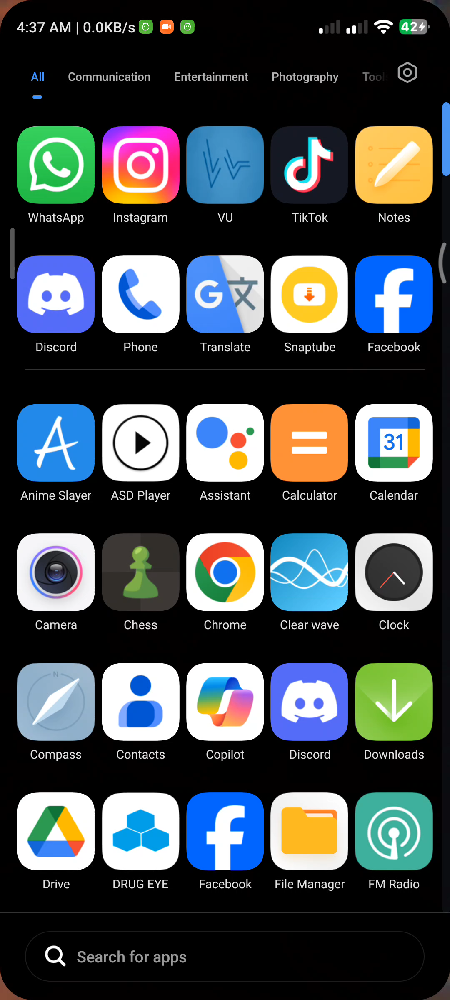 4:37 AM | 0.0KB/s 42
All Communication Entertainment Photography Tools
WhatsApp Instagram VU TikTok Notes
G 文
Discord Phone Translate Snaptube Facebook
31
Anime Slayer ASD Player Assistant Calculator Calendar
Camera Chess Chrome Clear wave Clock
N
Compass Contacts Copilot Discord Downloads
Drive DRUG EYE Facebook File Manager FM Radio
Search for apps